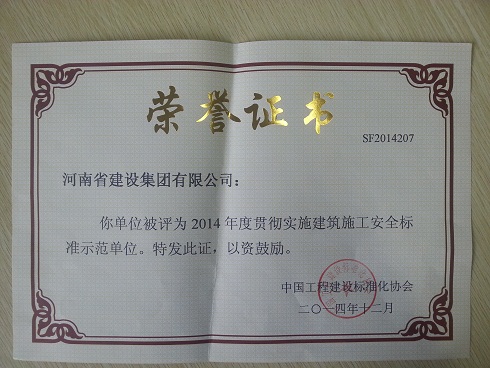 荣誉证书
SF2014207
河南省建设集团有限公司：
你单位被评为2014年度贯彻实施建筑施工安全标
准示范单位。特发此证，以资鼓励。
中国工程建设标准化协会
二〇一四年十二月